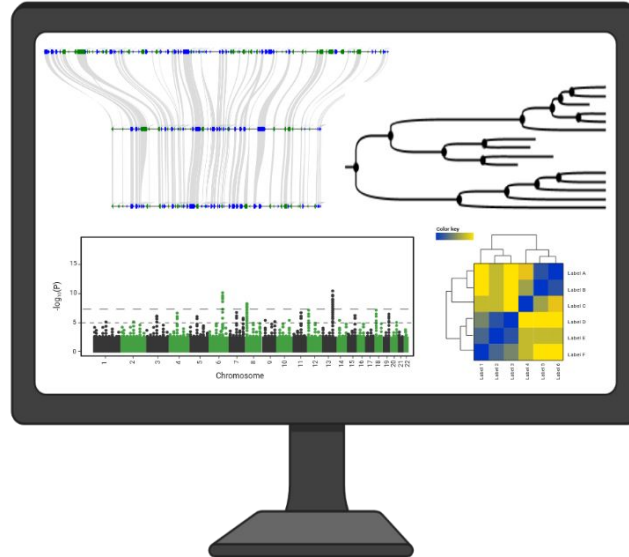 -log₁₀(P)
15
10
5
0
1 2 3 4 5 6 7 8 9 10 11 12 13 14 15 16 17 18 19 20 21 22
Chromosome
Color key
Label A
Label B
Label C
Label D
Label E
Label F
Label 1 Label 2 Label 3 Label 4 Label 5 Label 6